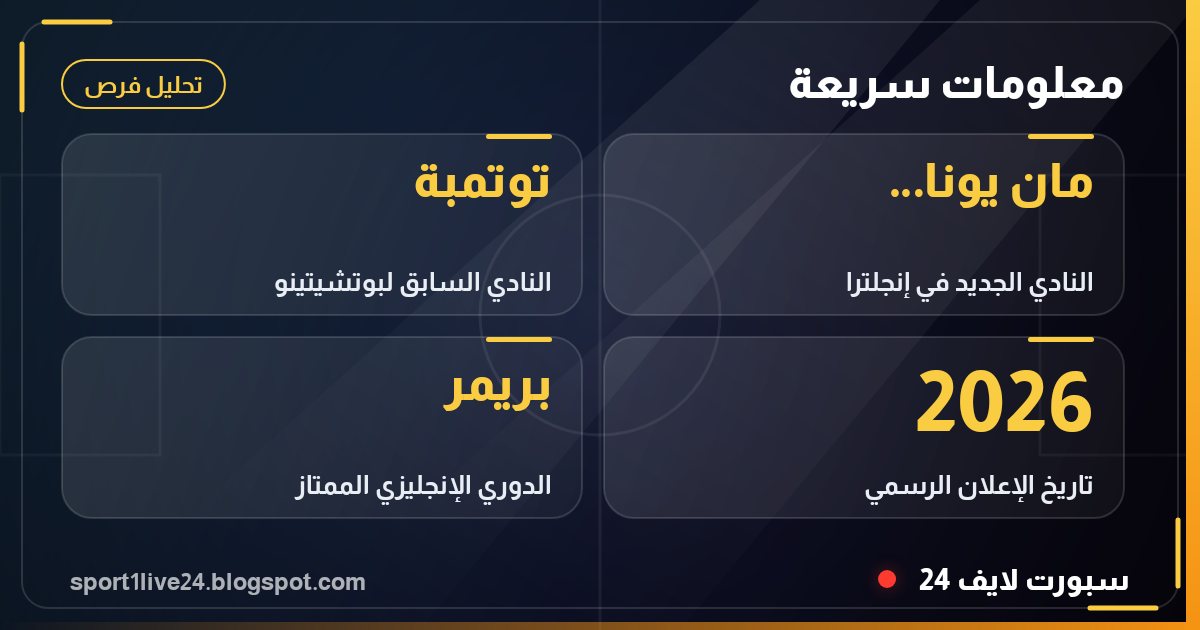 معلومات سريعة
تحليل فرص
مان يونا...
النادي الجديد في إنجلترا
توتمبة
النادي السابق لبوتشيتينو
2026
تاريخ الإعلان الرسمي
بريمر
الدوري الإنجليزي الممتاز
سبورت لايف 24
sport1live24.blogspot.com